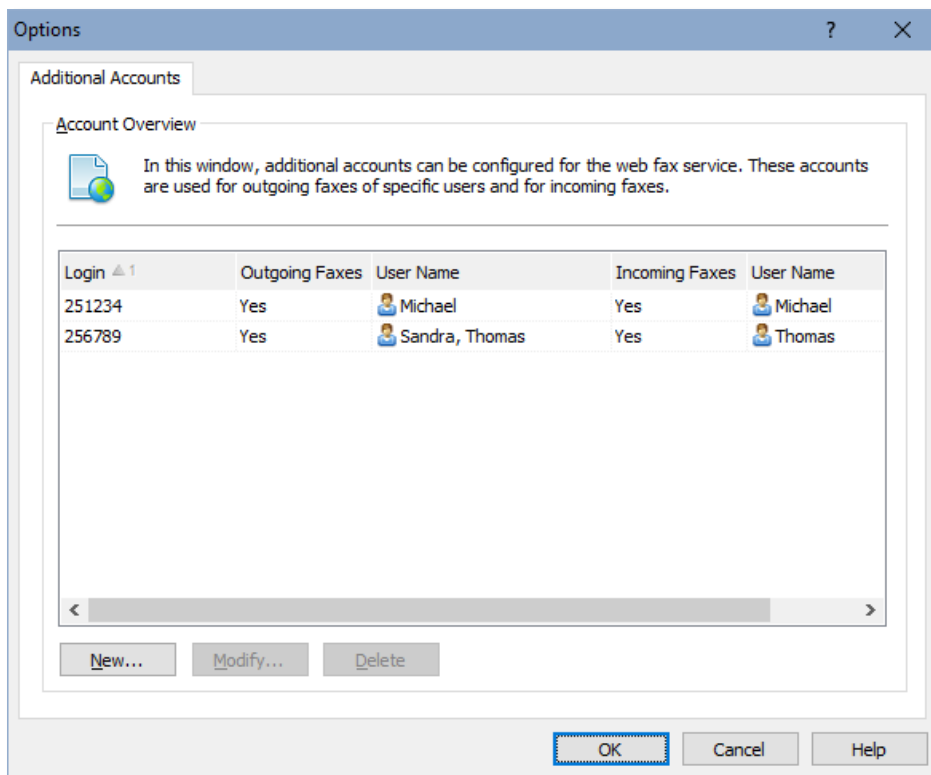 Options ?
Additional Accounts
Account Overview
In this window, additional accounts can be configured for the web fax service. These accounts
are used for outgoing faxes of specific users and for incoming faxes.
Login 1 Outgoing Faxes User Name Incoming Faxes User Name
251234 Yes Michael Yes Michael
256789 Yes Sandra, Thomas Yes Thomas
New... Modify... Delete
OK Cancel Help